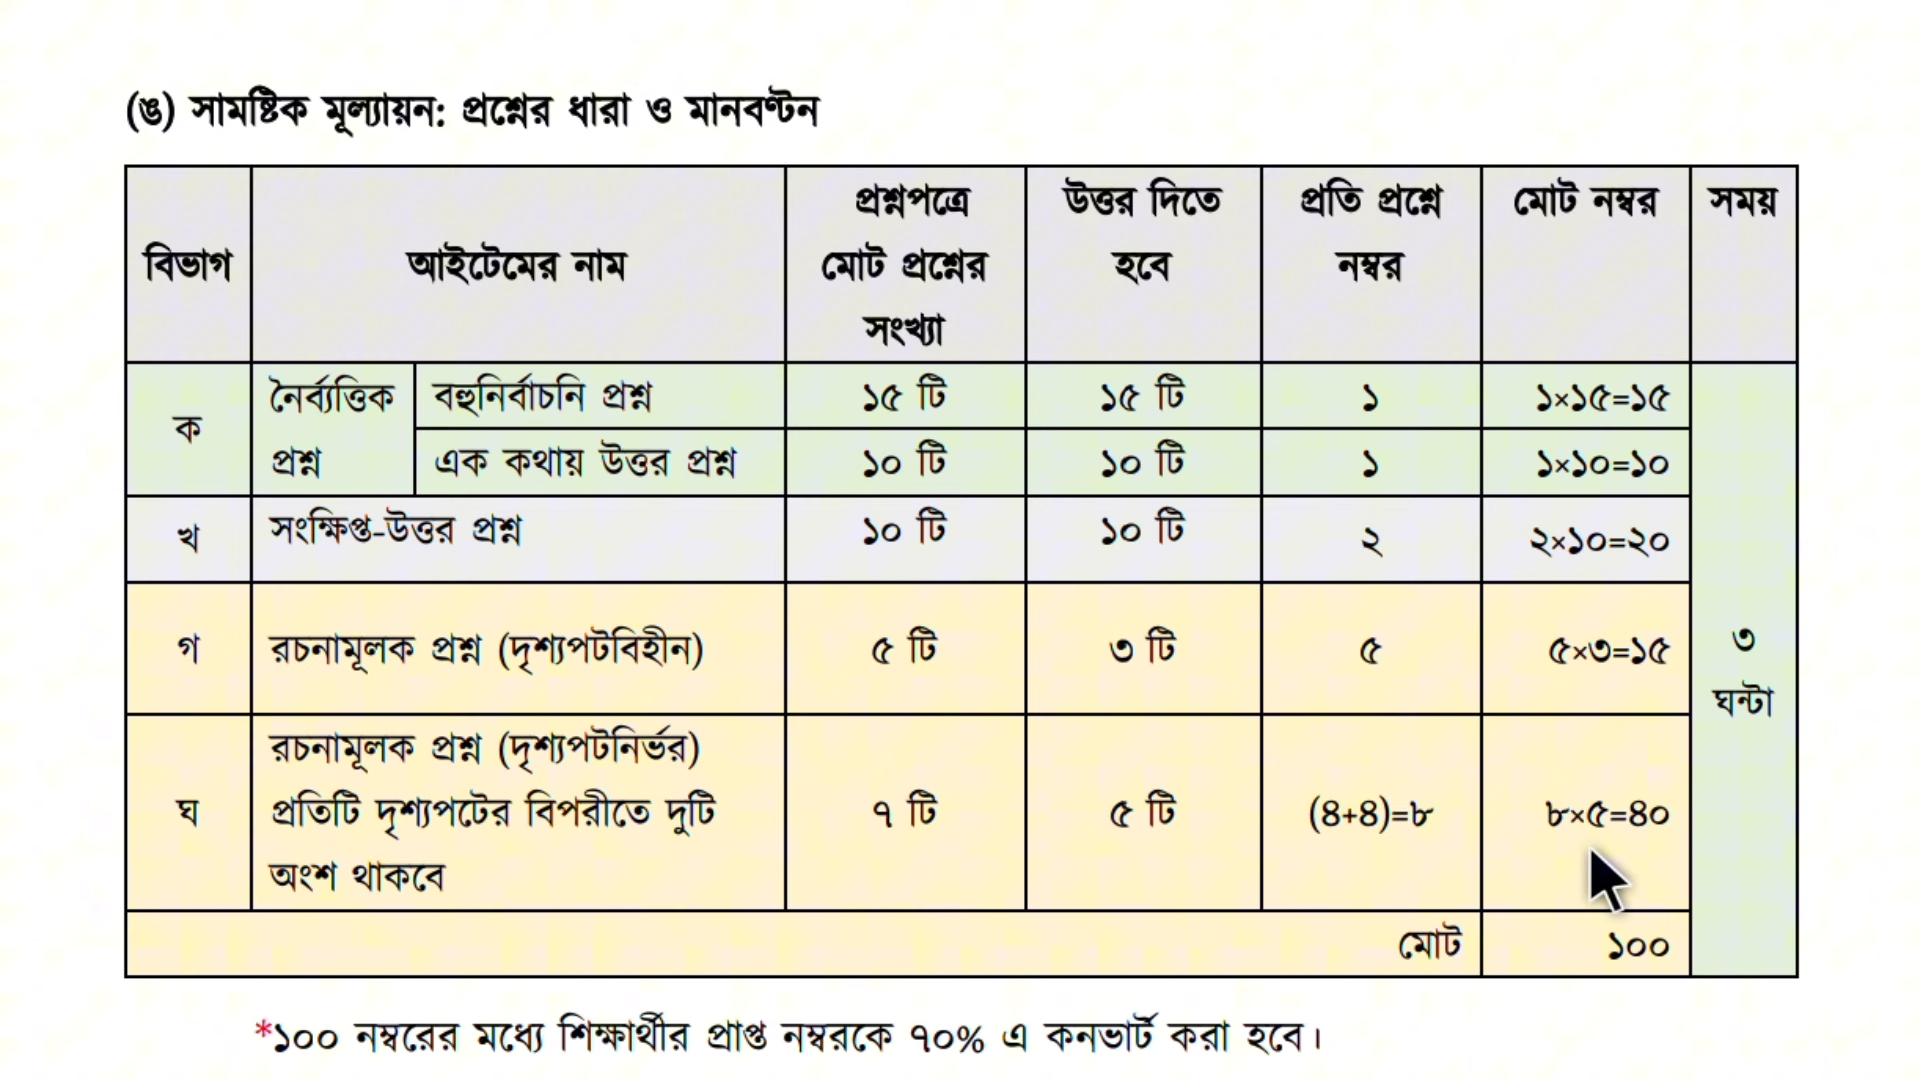 (ঙ) সামষ্টিক মূল্যায়ন: প্রশ্নের ধারা ও মানবণ্টন
বিভাগ
আইটেমের নাম
প্রশ্নপত্রে
মোট প্রশ্নের
সংখ্যা
উত্তর দিতে
হবে
প্রতি প্রশ্নে
নম্বর
মোট নম্বর
সময়
ক
নৈর্ব্যত্তিক
প্রশ্ন
বহুনির্বাচনি প্রশ্ন
১৫ টি
১৫ টি
১
১×১৫=১৫
এক কথায় উত্তর প্রশ্ন
১০ টি
১০ টি
১
১×১০=১০
খ
সংক্ষিপ্ত-উত্তর প্রশ্ন
১০ টি
১০ টি
২
২×১০=২০
গ
রচনামূলক প্রশ্ন (দৃশ্যপটবিহীন)
৫ টি
৩ টি
৫
৫×৩=১৫
৩
ঘন্টা
ঘ
রচনামূলক প্রশ্ন (দৃশ্যপটনির্ভর)
প্রতিটি দৃশ্যপটের বিপরীতে দুটি
অংশ থাকবে
৭ টি
৫ টি
(৪+৪)=৮
৮×৫=৪০
মোট
১০০
*১০০ নম্বরের মধ্যে শিক্ষার্থীর প্রাপ্ত নম্বরকে ৭০% এ কনভার্ট করা হবে।